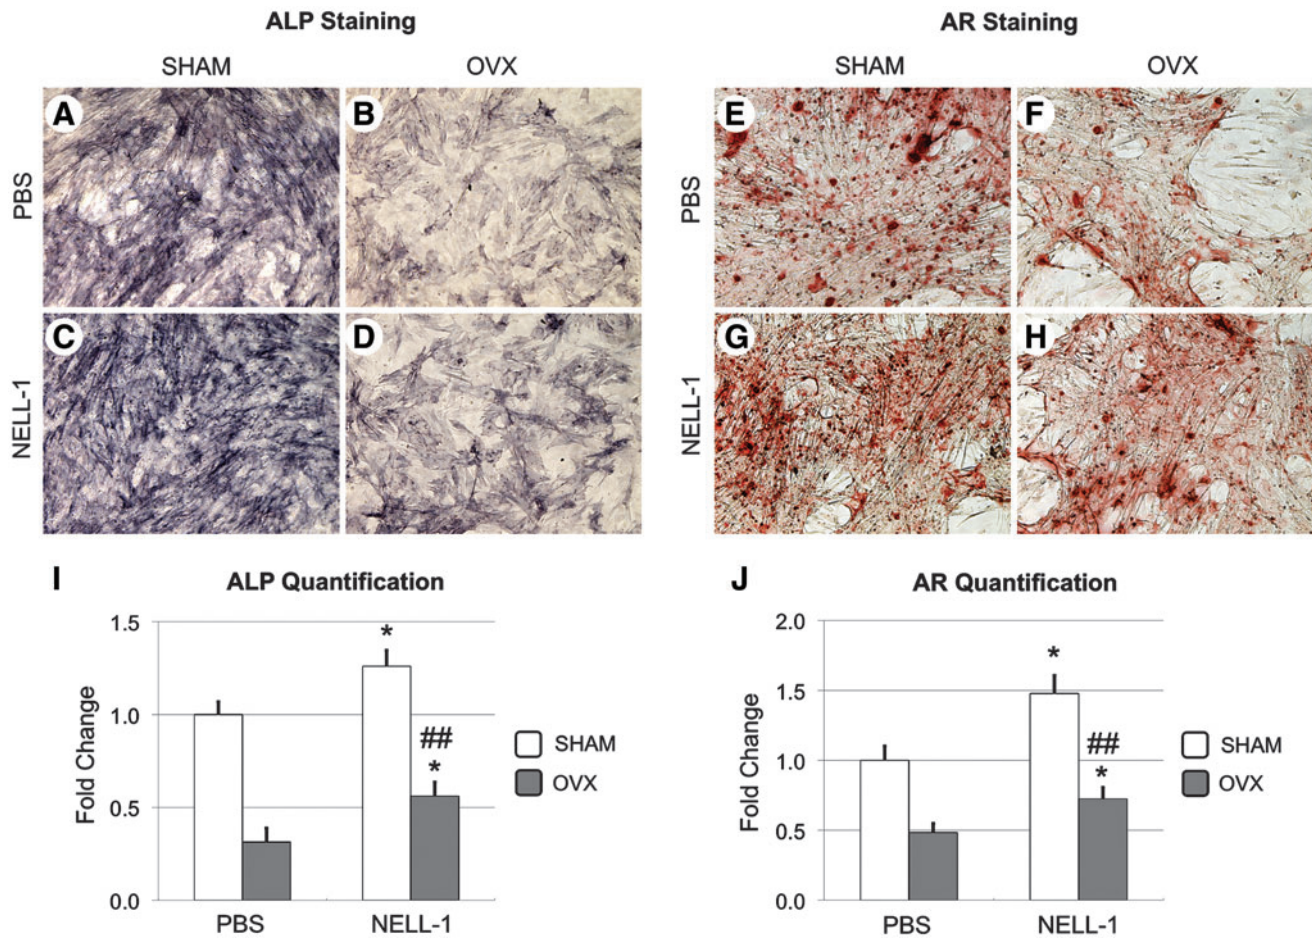 ALP Staining
SHAM OVX
PBS
A B
NELL-1
C D
AR Staining
SHAM OVX
PBS
E F
NELL-1
G H
I ALP Quantification
Fold Change
1.5
1.0
0.5
0.0
*
##
*
PBS NELL-1
SHAM
OVX
J AR Quantification
Fold Change
2.0
1.5
1.0
0.5
0.0
*
##
*
PBS NELL-1
SHAM
OVX